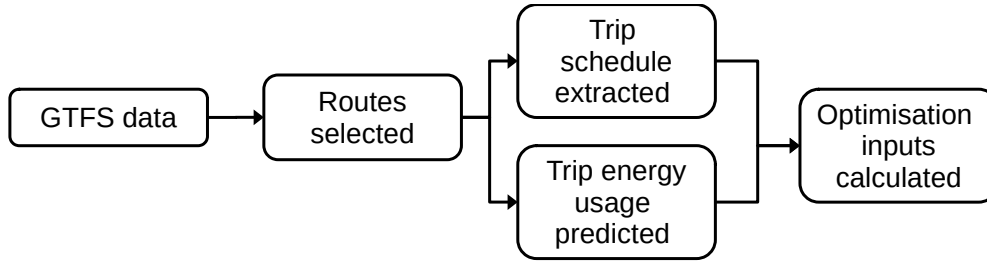 GTFS data
Routes
selected
Trip
schedule
extracted
Trip energy
usage
predicted
Optimisation
inputs
calculated